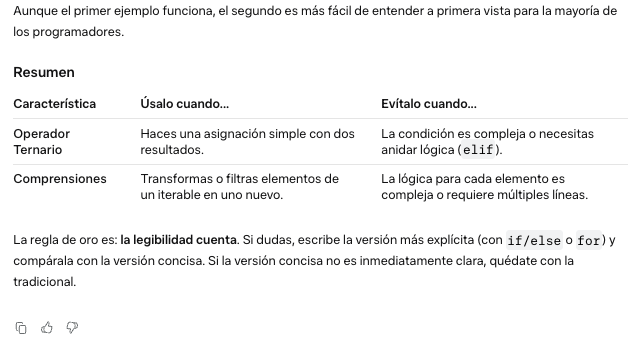 Aunque el primer ejemplo funciona, el segundo es más fácil de entender a primera vista para la mayoría de
los programadores.
Resumen
Característica Úsalo cuando... Evítalo cuando...
Operador Haces una asignación simple con dos La condición es compleja o necesitas
Ternario resultados. anidar lógica (elif).
Comprensiones Transformas o filtras elementos de La lógica para cada elemento es
un iterable en uno nuevo. compleja o requiere múltiples líneas.
La regla de oro es: la legibilidad cuenta. Si dudas, escribe la versión más explícita (con if/else o for) y
compárala con la versión concisa. Si la versión concisa no es inmediatamente clara, quédate con la
tradicional.